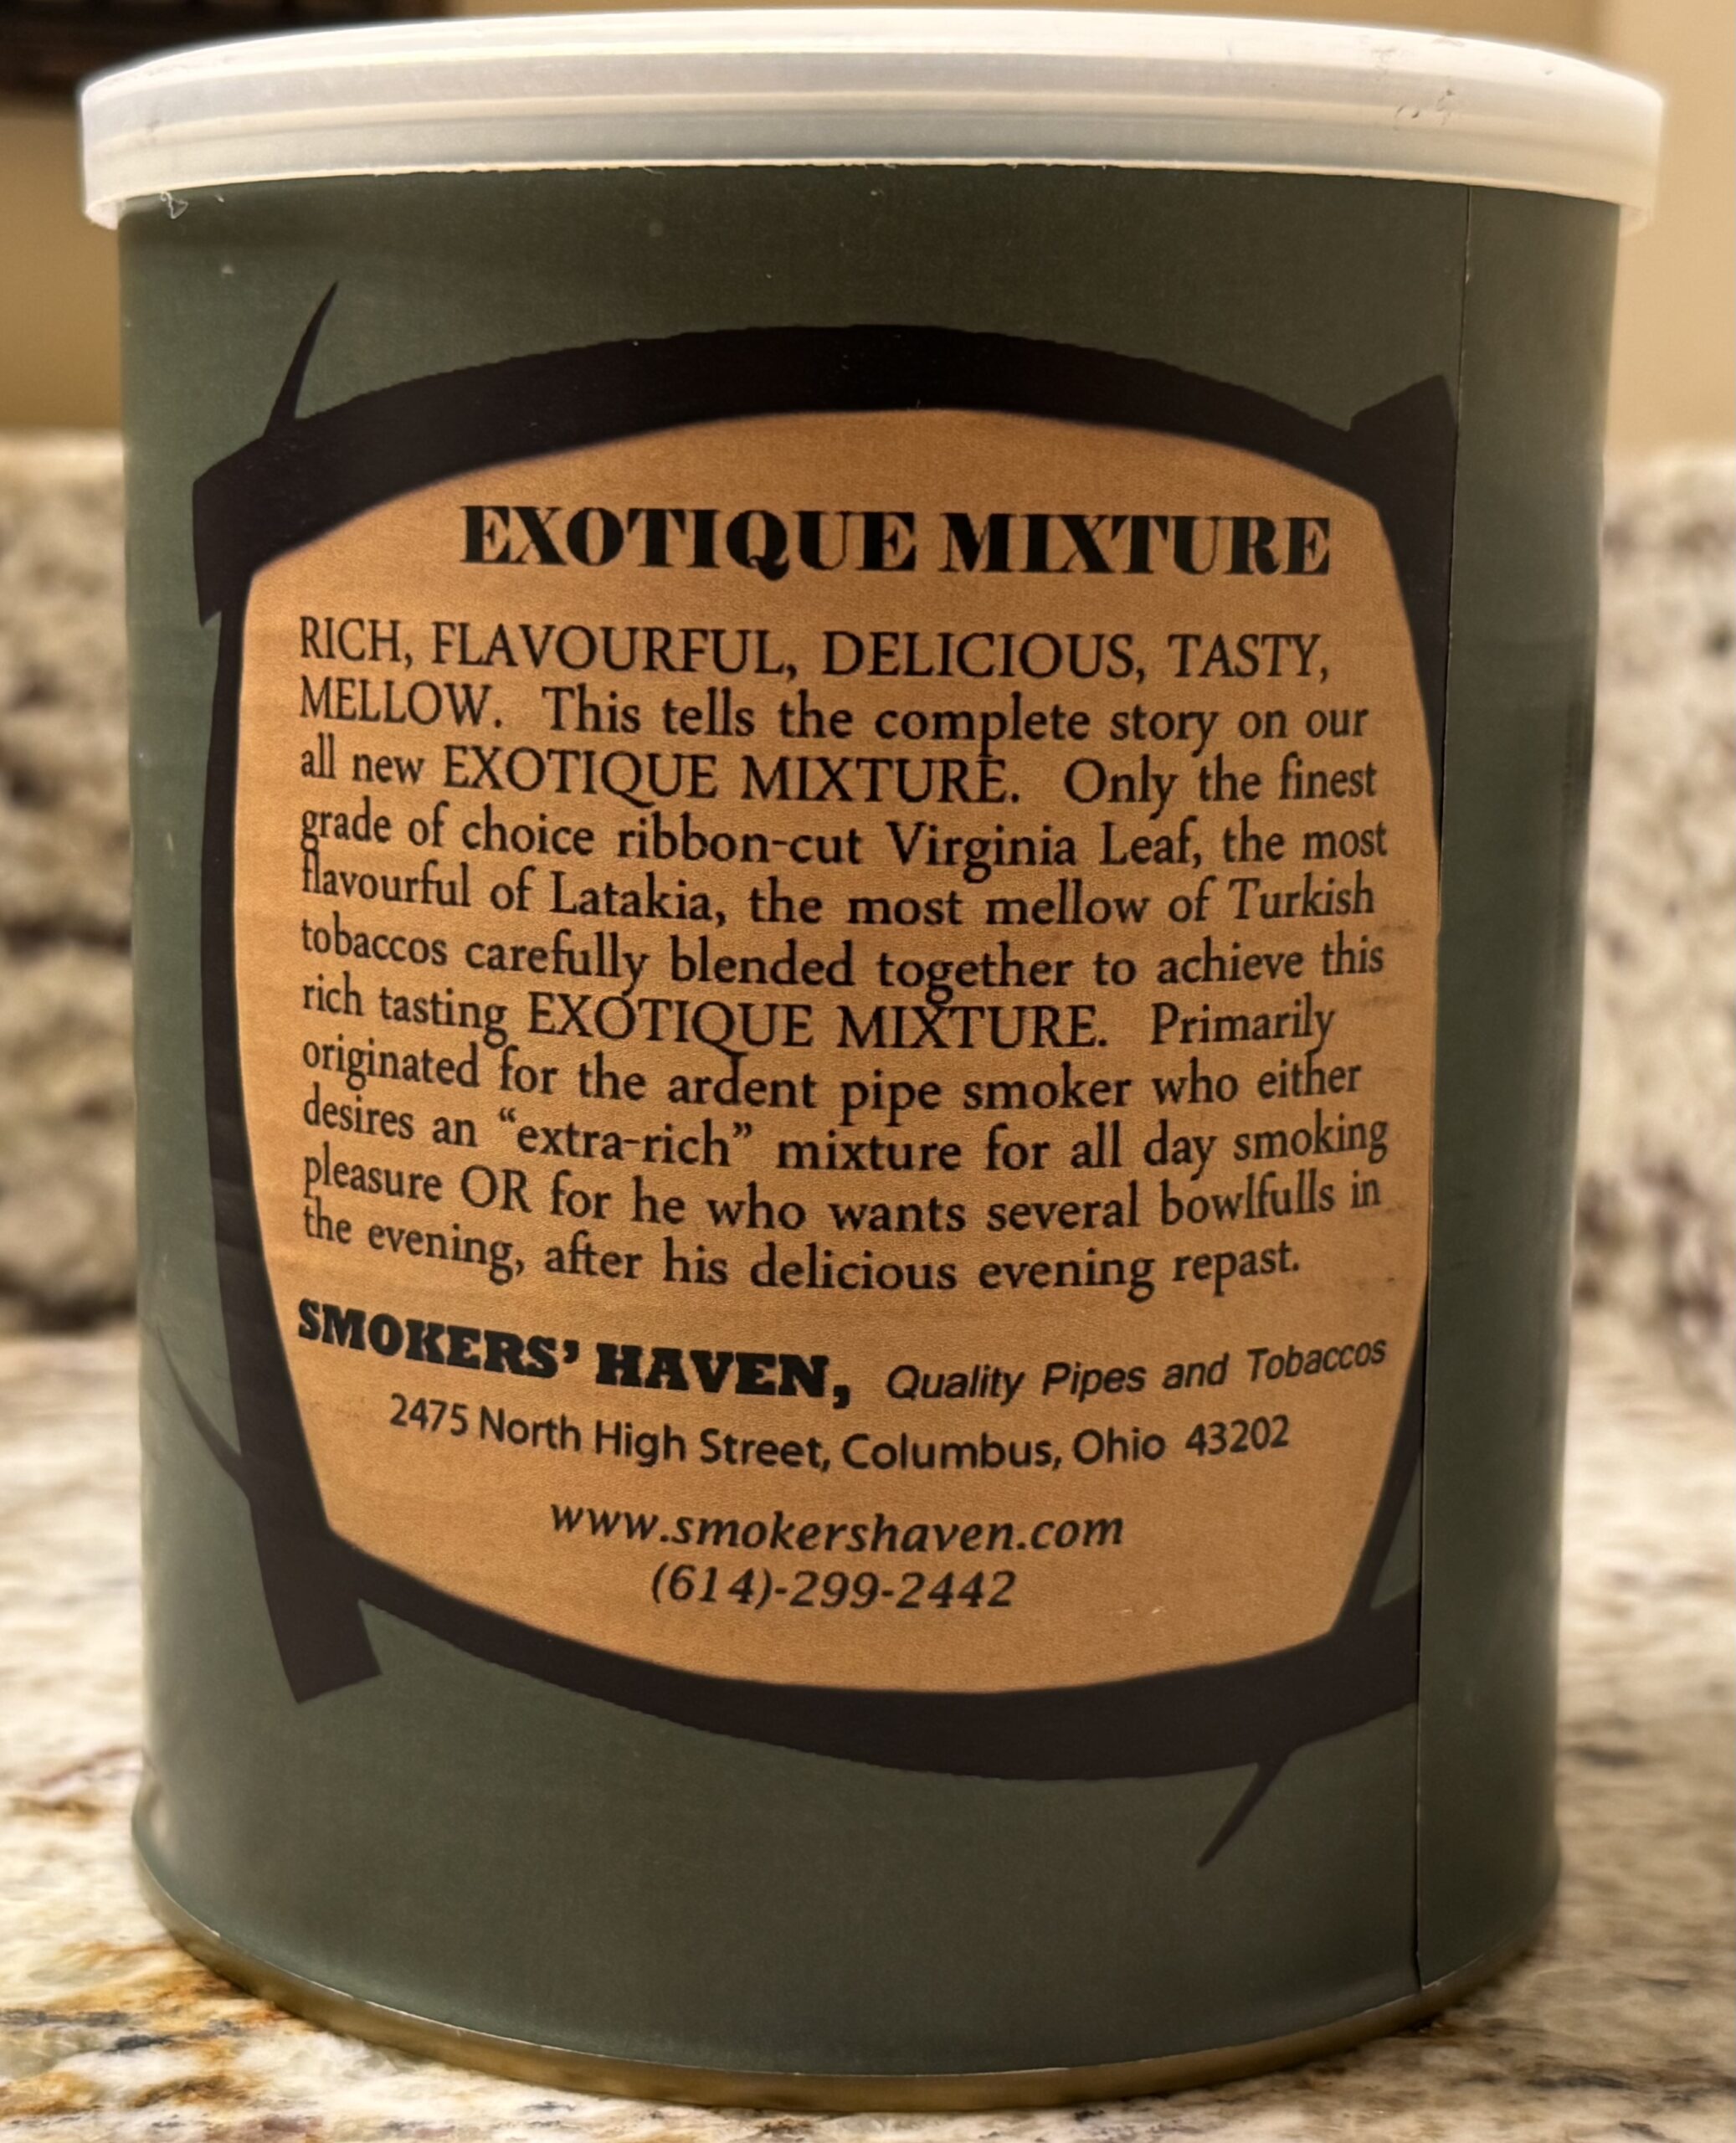 EXOTIQUE MIXTURE
RICH, FLAVOURFUL, DELICIOUS, TASTY,
MELLOW. This tells the complete story on our
all new EXOTIQUE MIXTURE. Only the finest
grade of choice ribbon-cut Virginia Leaf, the most
flavourful of Latakia, the most mellow of Turkish
tobaccos carefully blended together to achieve this
rich tasting EXOTIQUE MIXTURE. Primarily
originated for the ardent pipe smoker who either
desires an “extra-rich” mixture for all day smoking
pleasure OR for he who wants several bowlfulls in
the evening, after his delicious evening repast.
SMOKERS’ HAVEN, Quality Pipes and Tobaccos
2475 North High Street, Columbus, Ohio 43202
www.smokershaven.com
(614)-299-2442